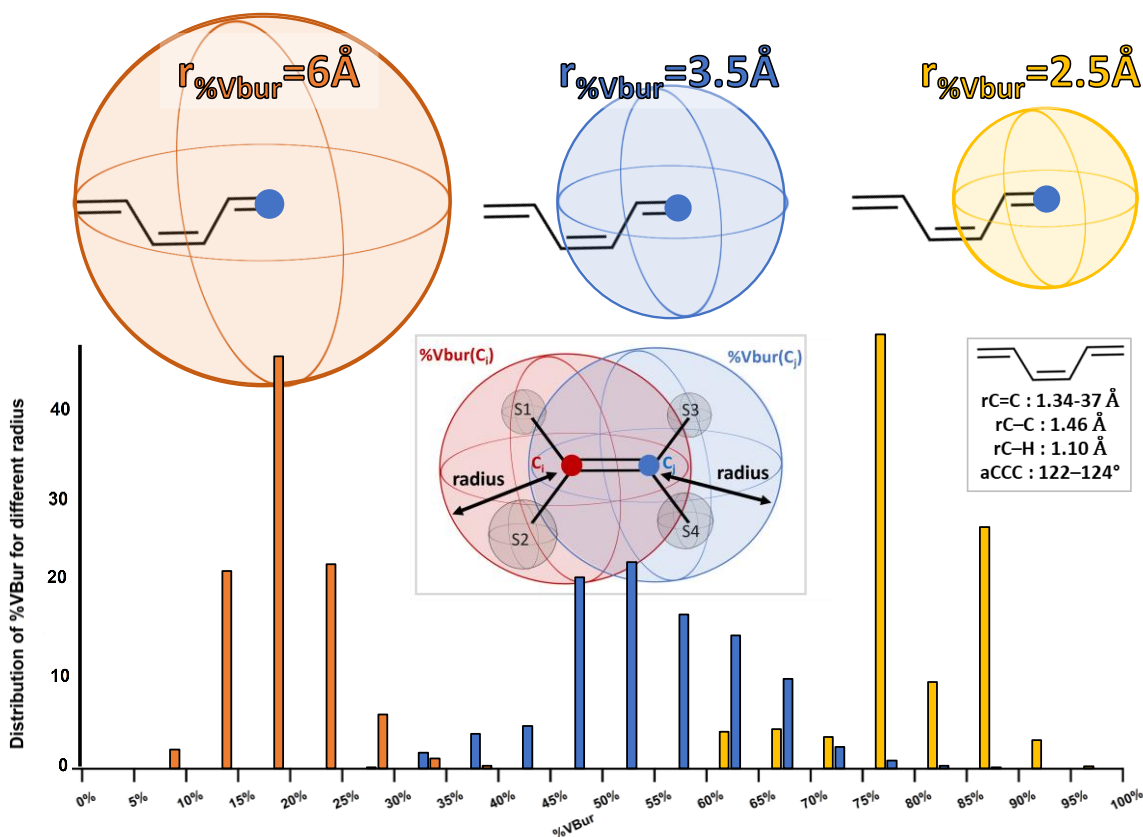 r%Vbur=6Å
r%Vbur=3.5Å
r%Vbur=2.5Å
%Vbur(Ci)
%Vbur(Cj)
S1
S3
Ci
Cj
radius
radius
S2
S4
rC=C : 1.34-37 Å
rC–C : 1.46 Å
rC–H : 1.10 Å
aCCC : 122–124°
Distribution of %VBur for different radius
40
30
20
10
0
0%
5%
10%
15%
20%
25%
30%
35%
40%
45%
50%
55%
60%
65%
70%
75%
80%
85%
90%
95%
100%
%VBur